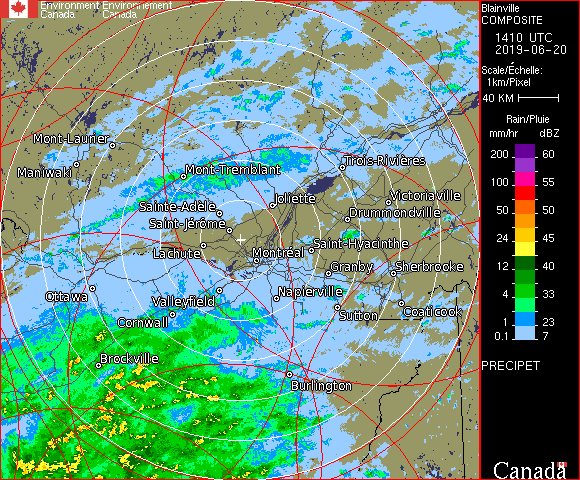 Environment Environnement
Canada Canada
Blainville
COMPOSITE
1410 UTC
2019-06-20
Scale/Échelle:
1km/Pixel
40 KM
Rain/Pluie
mm/hr dBZ
200 60
100 55
50 50
24 45
12 40
4 33
1 23
0.1 7
PRECIPET
Canada
Mont-Laurier
Maniwaki
Mont-Tremblant
Trois-Rivières
Sainte-Adèle
Joliette
Victoriaville
Drummondville
Saint-Jérôme
Lachute
Montréal
Saint-Hyacinthe
Granby
Sherbrooke
Ottawa
Valleyfield
Napierville
Cornwall
Sutton
Coaticook
Brockville
Burlington